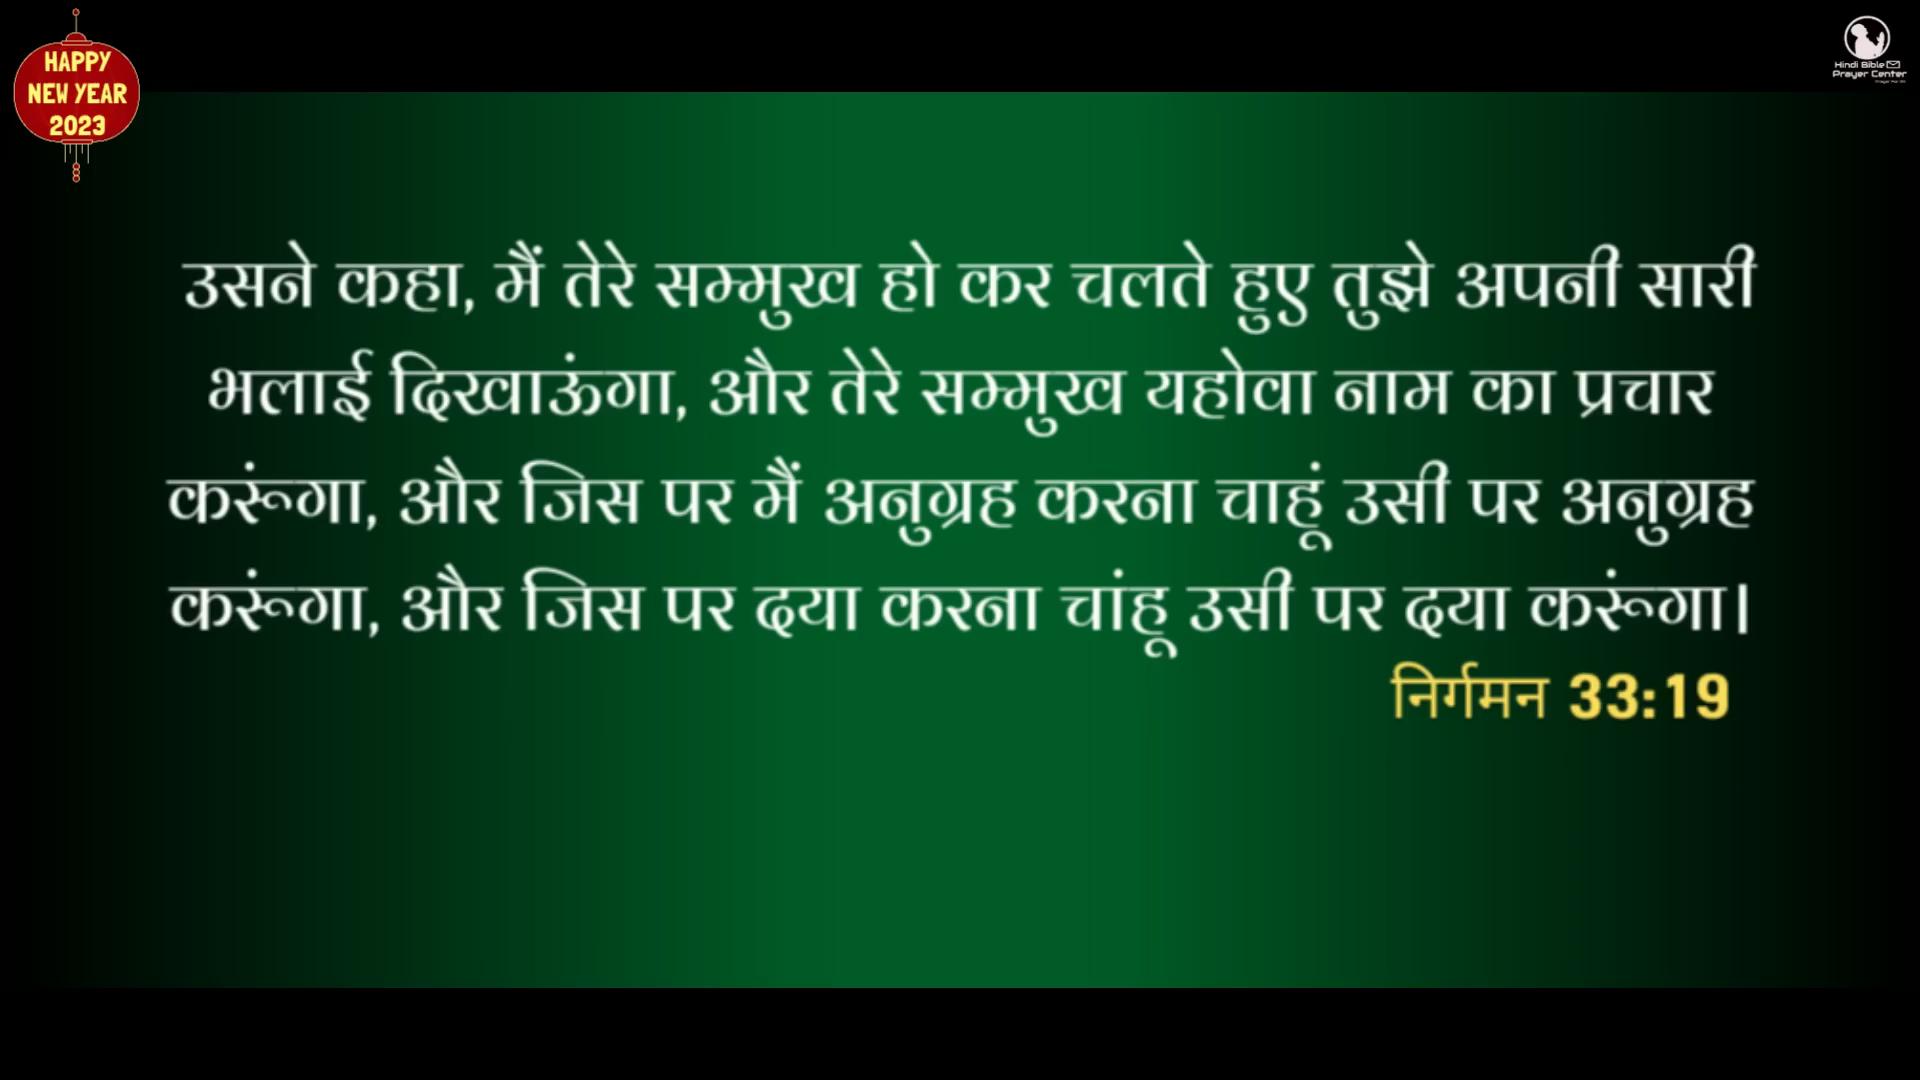 HAPPY
NEW YEAR
2023
Hindi Bible
Prayer Center
उसने कहा, मैं तेरे सम्मुख हो कर चलते हुए तुझे अपनी सारी
भलाई दिखाऊंगा, और तेरे सम्मुख यहोवा नाम का प्रचार
करूंगा, और जिस पर मैं अनुग्रह करना चाहूं उसी पर अनुग्रह
करूंगा, और जिस पर दया करना चांहू उसी पर दया करूंगा।
निर्गमन 33:19